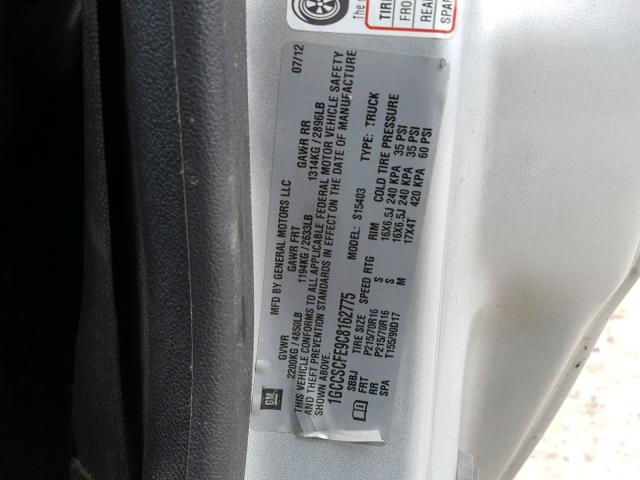 The
TIRE
FRO
REAR
SPAR
GM
MFD BY GENERAL MOTORS LLC 07/12
GVWR GAWR FRT GAWR RR
2200KG / 4850LB 1194KG / 2633LB 1314KG / 2896LB
THIS VEHICLE CONFORMS TO ALL APPLICABLE FEDERAL MOTOR VEHICLE SAFETY
AND THEFT PREVENTION STANDARDS IN EFFECT ON THE DATE OF MANUFACTURE
SHOWN ABOVE.
1GCCSCFE9C8162775 MODEL: S15403 TYPE: TRUCK
SBBJ TIRE SIZE SPEED RTG RIM COLD TIRE PRESSURE
FRT P215/70R16 S 16X6.5J 240 KPA 35 PSI
RR P215/70R16 S 16X6.5J 240 KPA 35 PSI
SPA T155/90D17 M 17X4T 420 KPA 60 PSI